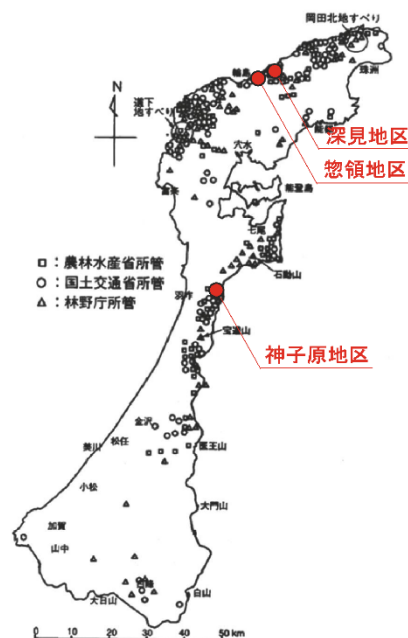 岡田北地すべり
珠洲
輪島
N
道下
地すべり
能都
深見地区
穴水
惣領地区
富来
能登島
七尾
□：農林水産省所管
○：国土交通省所管
△：林野庁所管
石動山
羽咋
宝達山
神子原地区
金沢
松任
美川
医王山
小松
大門山
加賀
山中
白山
大日山
0 10 20 30 40 50 km